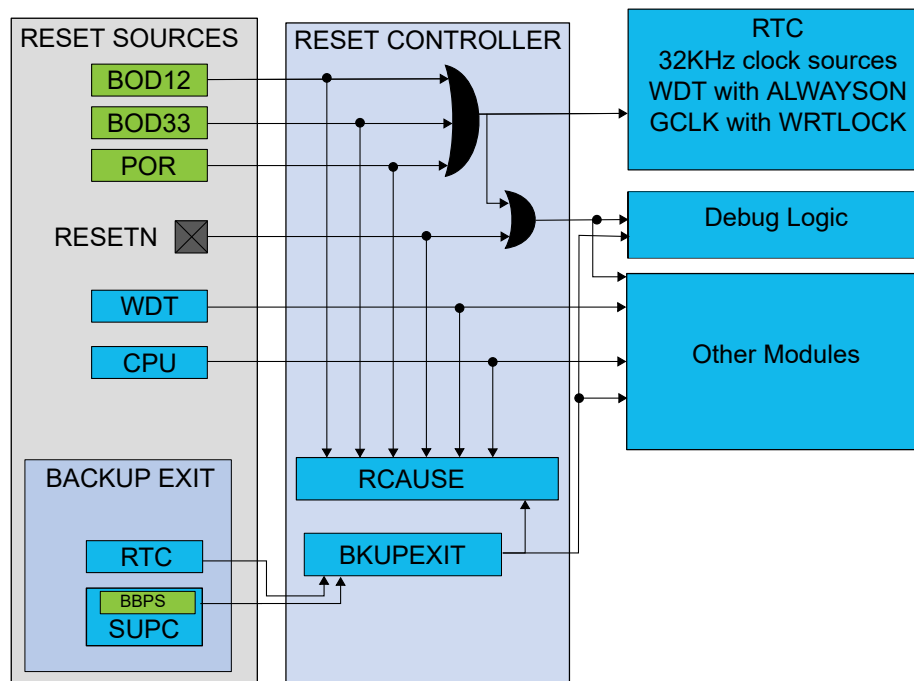 RESET SOURCES
BOD12
BOD33
POR
RESETN
WDT
CPU
BACKUP EXIT
RTC
BBPS
SUPC
RESET CONTROLLER
RCAUSE
BKUPEXIT
RTC
32KHz clock sources
WDT with ALWAYSON
GCLK with WRTLOCK
Debug Logic
Other Modules